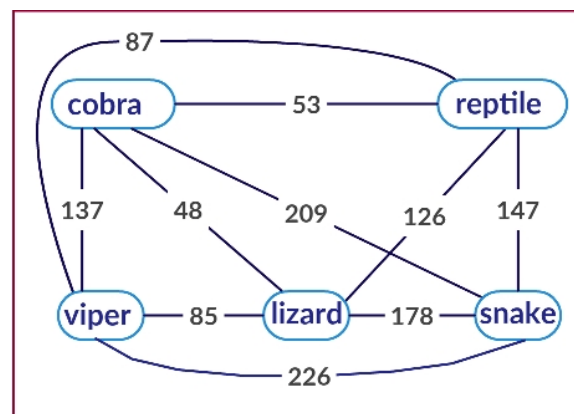 87
cobra 53 reptile
137 48 209 126 147
viper 85 lizard 178 snake
226